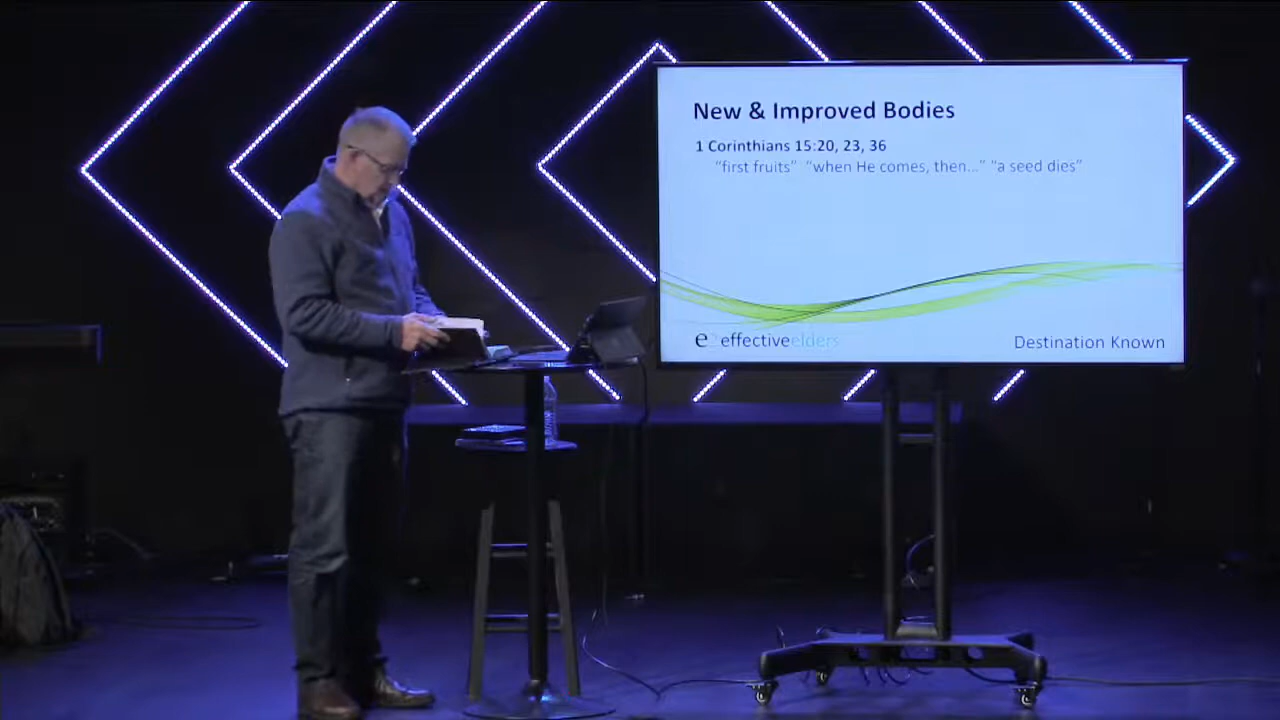 New & Improved Bodies
1 Corinthians 15:20, 23, 36
“first fruits” “when He comes, then...” “a seed dies”
effectiveelders
Destination Known